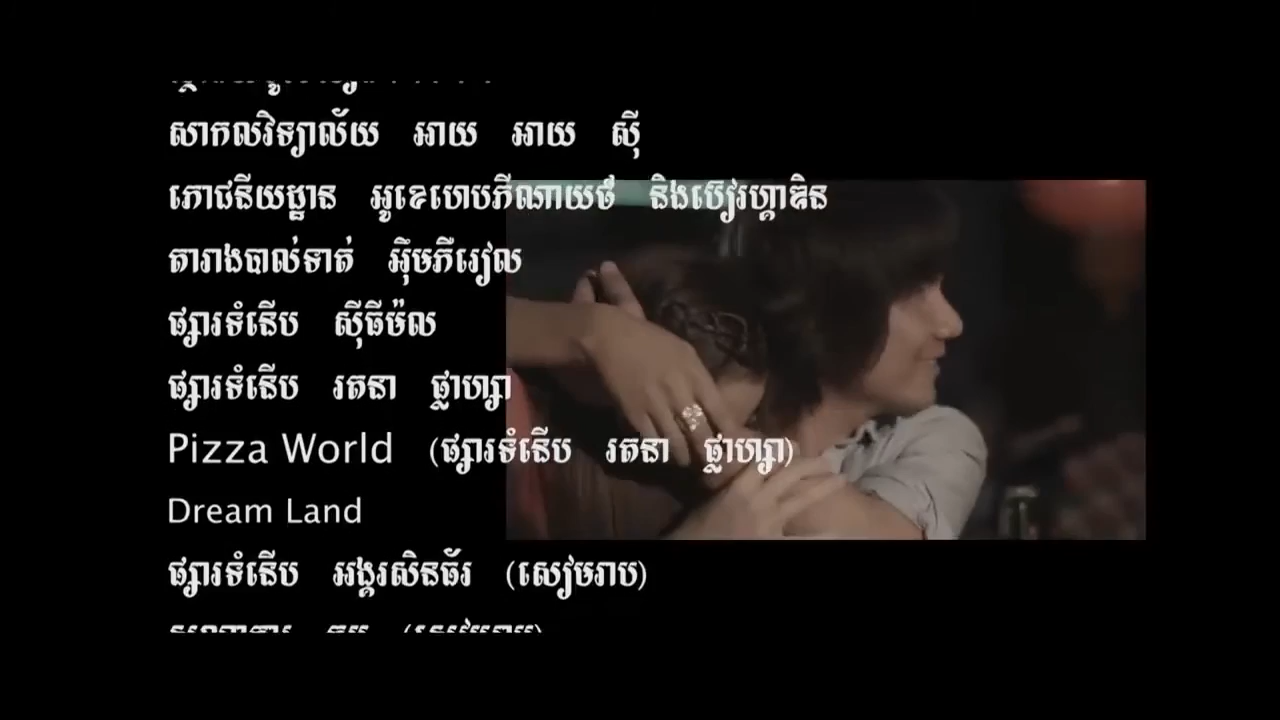 សាកលវិទ្យាល័យ អាយ អាយ ស៊ី
ភោជនីយដ្ឋាន អូខេហេបភីណាយថ៍ និងប៊ៀរហ្គាឌិន
តារាងបាល់ទាត់ អ៊ឹមភីរៀល
ផ្សារទំនើប ស៊ីធីម៉ល
ផ្សារទំនើប រតនា ផ្លាហ្សា
Pizza World (ផ្សារទំនើប រតនា ផ្លាហ្សា)
Dream Land
ផ្សារទំនើប អង្គរសិនធ័រ (សៀមរាប)